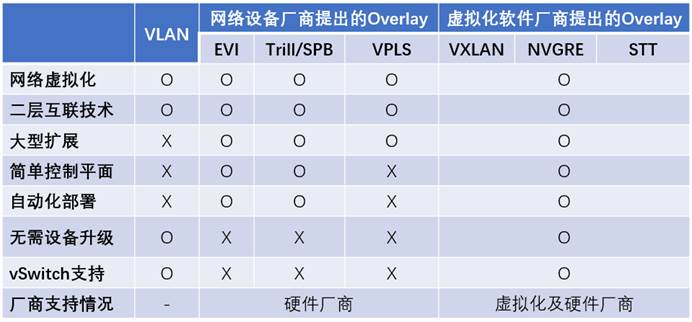 VLAN 网络设备厂商提出的Overlay 虚拟化软件厂商提出的Overlay
EVI Trill/SPB VPLS VXLAN NVGRE STT
网络虚拟化 O O O O O
二层互联技术 O O O O O
大型扩展 X O O O O
简单控制平面 X O O X O
自动化部署 X O O X O
无需设备升级 O X X X O
vSwitch支持 O X X X O
厂商支持情况 - 硬件厂商 虚拟化及硬件厂商